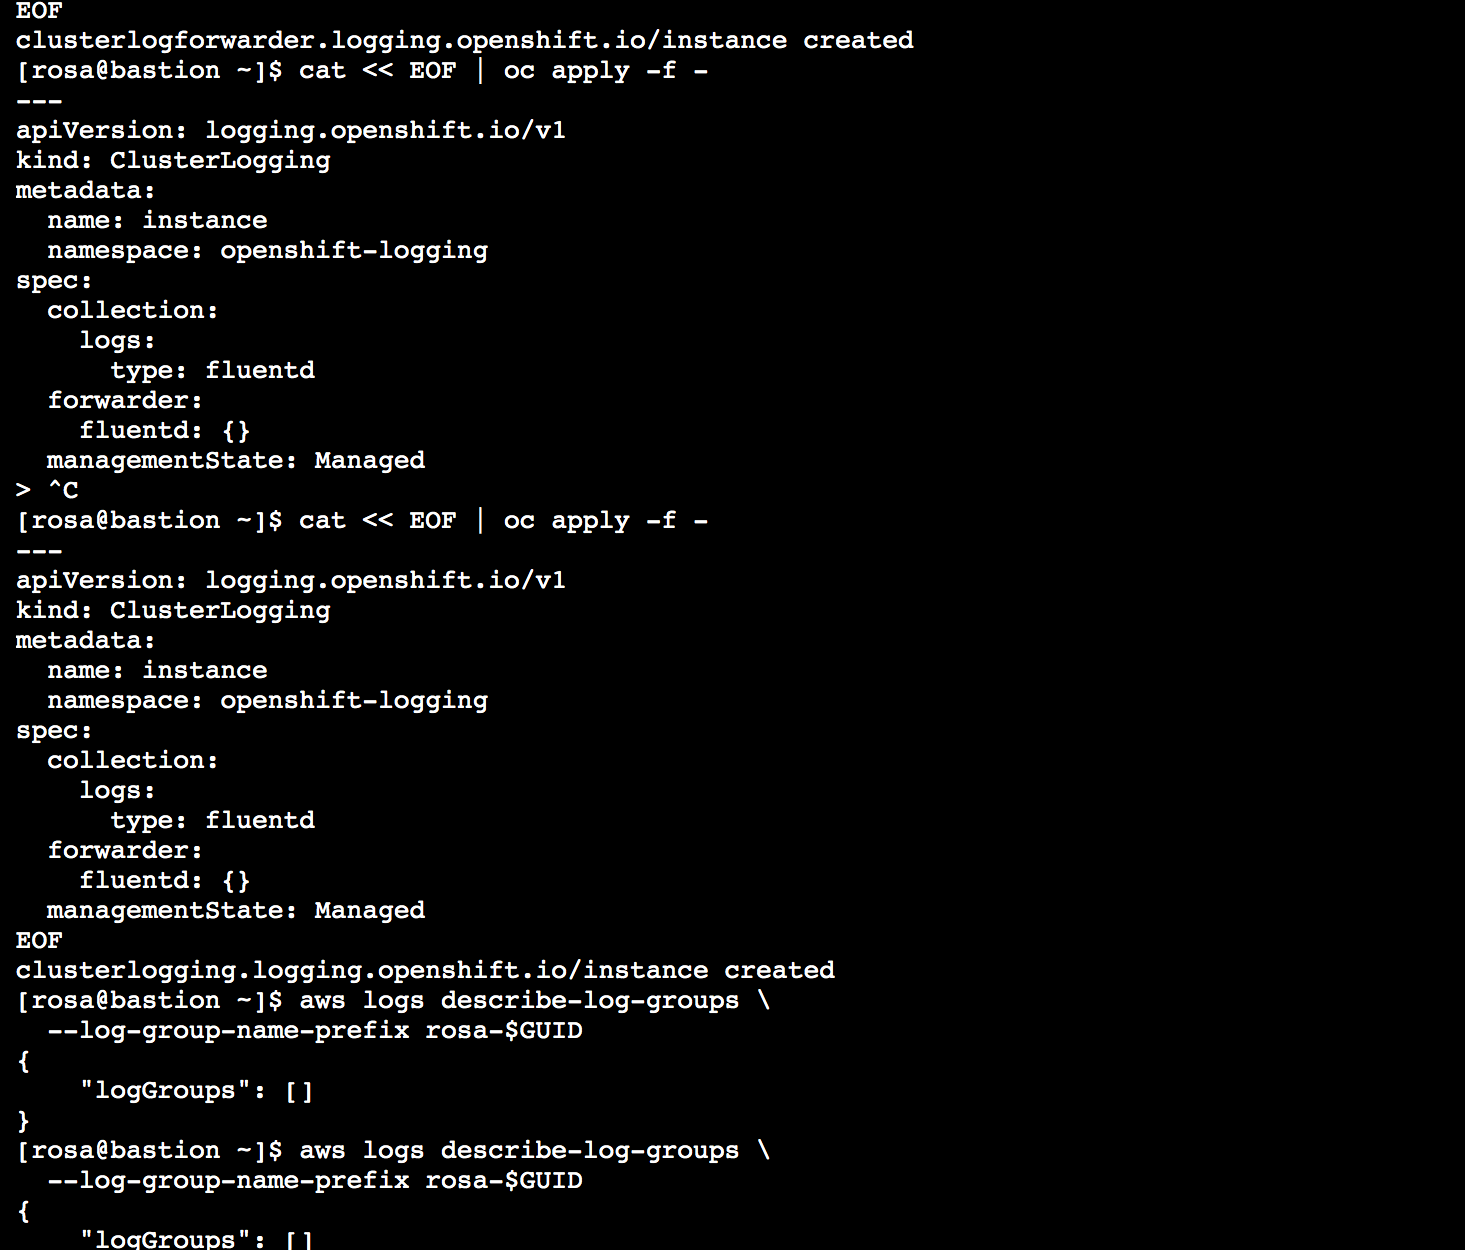 EOF
clusterlogforwarder.logging.openshift.io/instance created
[rosa@bastion ~]$ cat << EOF | oc apply -f -
---
apiVersion: logging.openshift.io/v1
kind: ClusterLogging
metadata:
  name: instance
  namespace: openshift-logging
spec:
  collection:
    logs:
      type: fluentd
  forwarder:
    fluentd: {}
  managementState: Managed
> ^C
[rosa@bastion ~]$ cat << EOF | oc apply -f -
---
apiVersion: logging.openshift.io/v1
kind: ClusterLogging
metadata:
  name: instance
  namespace: openshift-logging
spec:
  collection:
    logs:
      type: fluentd
  forwarder:
    fluentd: {}
  managementState: Managed
EOF
clusterlogging.logging.openshift.io/instance created
[rosa@bastion ~]$ aws logs describe-log-groups \
  --log-group-name-prefix rosa-$GUID
{
    "logGroups": []
}
[rosa@bastion ~]$ aws logs describe-log-groups \
  --log-group-name-prefix rosa-$GUID
{
    "logGroups": []